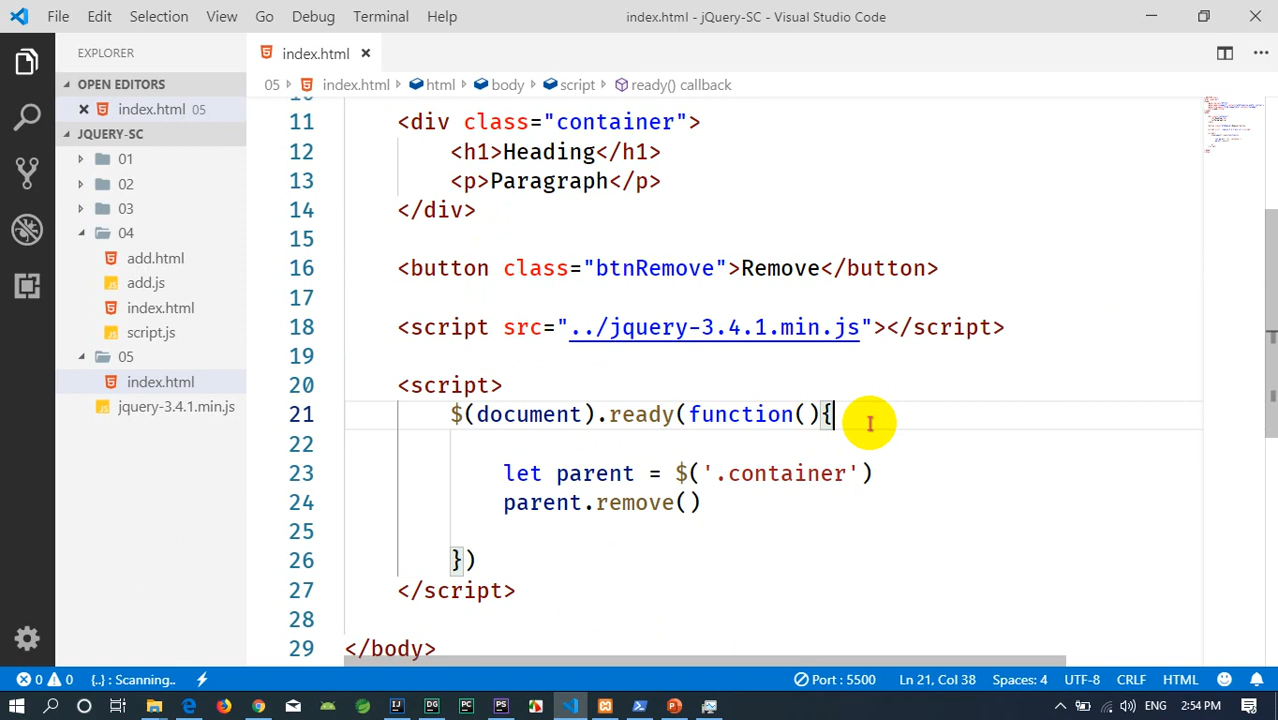 File Edit Selection View Go Debug Terminal Help index.html - jQuery-SC - Visual Studio Code
EXPLORER
OPEN EDITORS
index.html 05
JQUERY-SC
01
02
03
04
add.html
add.js
index.html
script.js
05
index.html
jquery-3.4.1.min.js
index.html
05 index.html html body script ready() callback
11 <div class="container">
12 <h1>Heading</h1>
13 <p>Paragraph</p>
14 </div>
15
16 <button class="btnRemove">Remove</button>
17
18 <script src="../jquery-3.4.1.min.js"></script>
19
20 <script>
21 $(document).ready(function(){
22
23 let parent = $('.container')
24 parent.remove()
25
26 })
27 </script>
28
29 </body>
0 0 {..} : Scanning.. Port : 5500 Ln 21, Col 38 Spaces: 4 UTF-8 CRLF HTML
IJ DG PC PS 2:54 PM